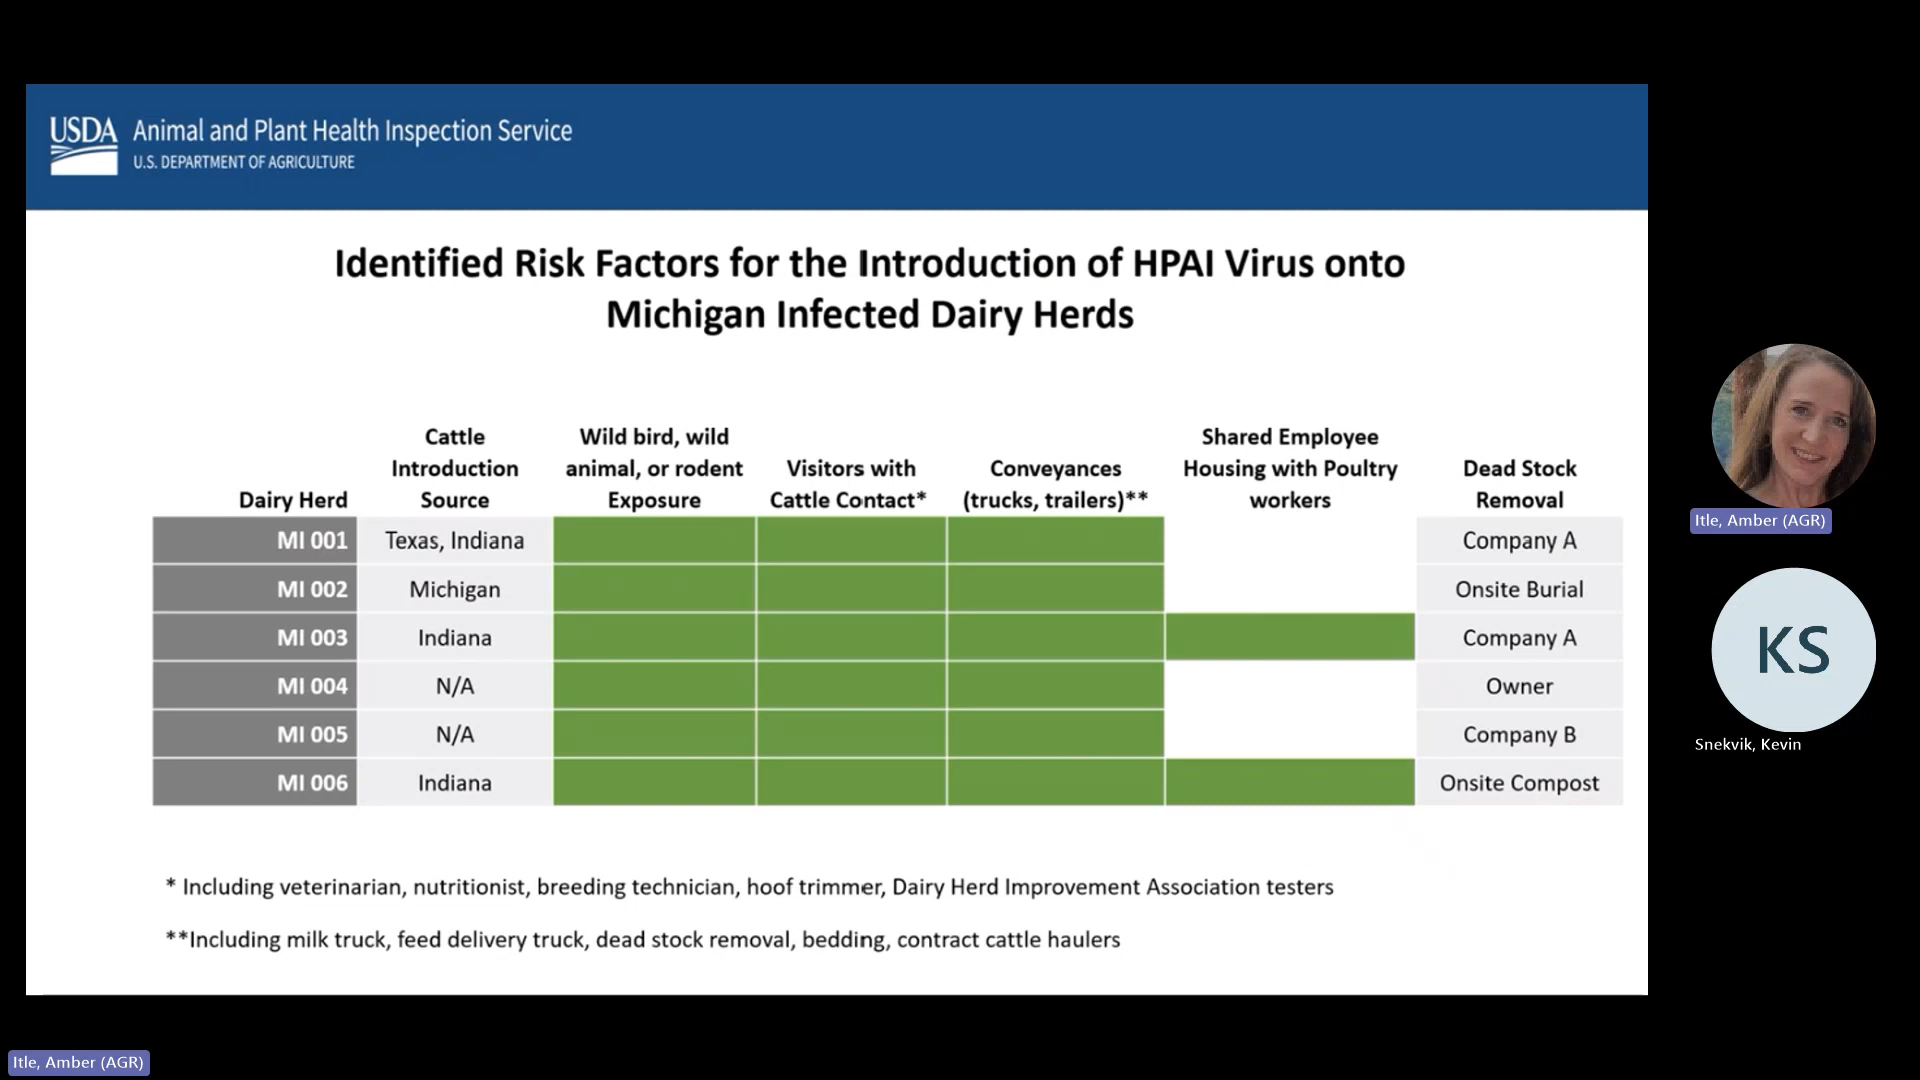 USDA Animal and Plant Health Inspection Service
U.S. DEPARTMENT OF AGRICULTURE
Identified Risk Factors for the Introduction of HPAI Virus onto
Michigan Infected Dairy Herds
Dairy Herd
Cattle
Introduction
Source
Wild bird, wild
animal, or rodent
Exposure
Visitors with
Cattle Contact*
Conveyances
(trucks, trailers)**
Shared Employee
Housing with Poultry
workers
Dead Stock
Removal
MI 001 Texas, Indiana Company A
MI 002 Michigan Onsite Burial
MI 003 Indiana Company A
MI 004 N/A Owner
MI 005 N/A Company B
MI 006 Indiana Onsite Compost
* Including veterinarian, nutritionist, breeding technician, hoof trimmer, Dairy Herd Improvement Association testers
**Including milk truck, feed delivery truck, dead stock removal, bedding, contract cattle haulers
Itle, Amber (AGR)
KS
Snekvik, Kevin
Itle, Amber (AGR)